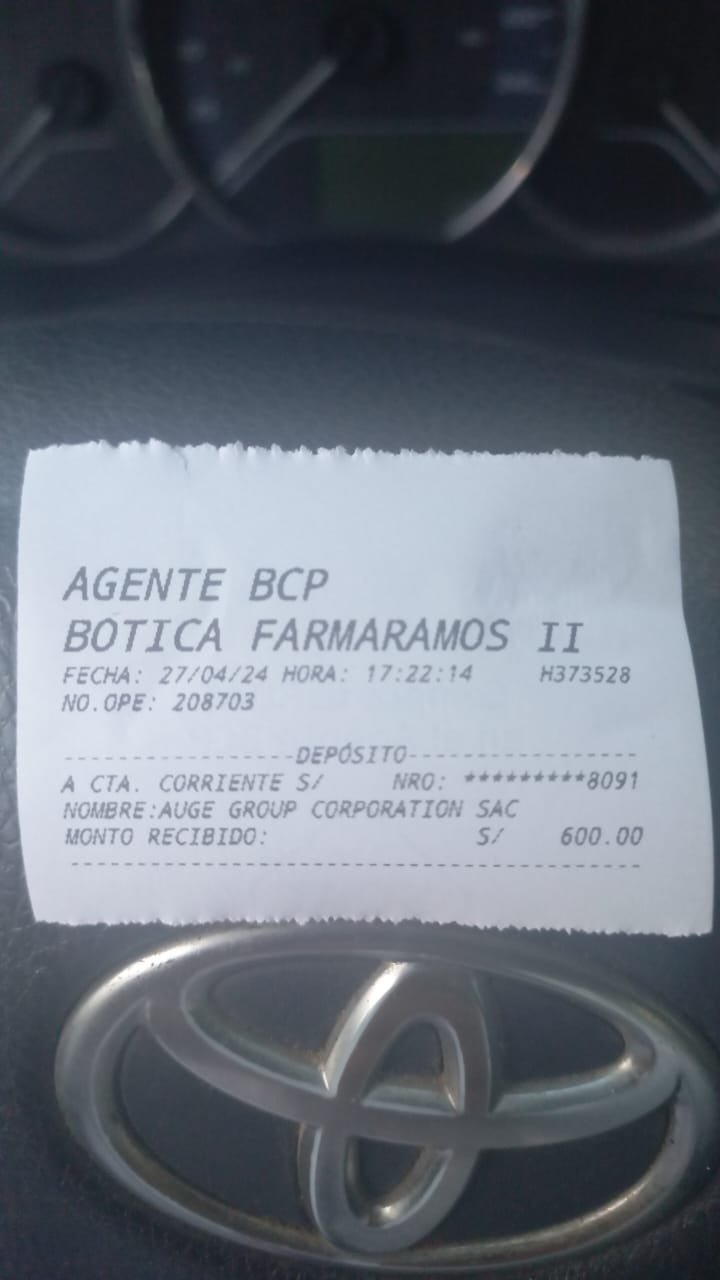 AGENTE BCP
BOTICA FARMARAMOS II
FECHA: 27/04/24 HORA: 17:22:14 H373528
NO.OPE: 208703
-----------------DEPÓSITO-----------------
A CTA. CORRIENTE S/ NRO: *********8091
NOMBRE:AUGE GROUP CORPORATION SAC
MONTO RECIBIDO: S/ 600.00
------------------------------------------